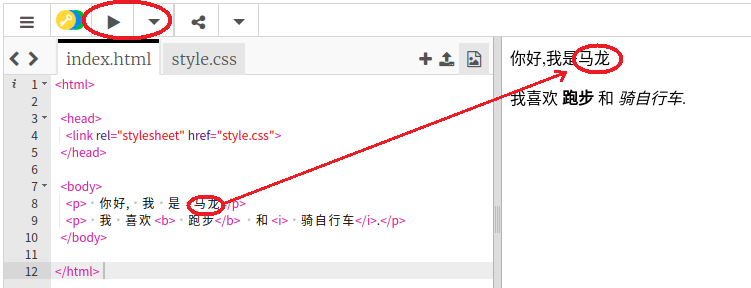 index.html style.css
i 1 <html>
2
3 <head>
4 <link rel="stylesheet" href="style.css">
5 </head>
6
7 <body>
8 <p> 你好, 我 是 马龙</p>
9 <p> 我 喜欢 <b> 跑步</b> 和 <i> 骑自行车</i>.</p>
10 </body>
11
12 </html>
你好,我是马龙
我喜欢 跑步 和 骑自行车.